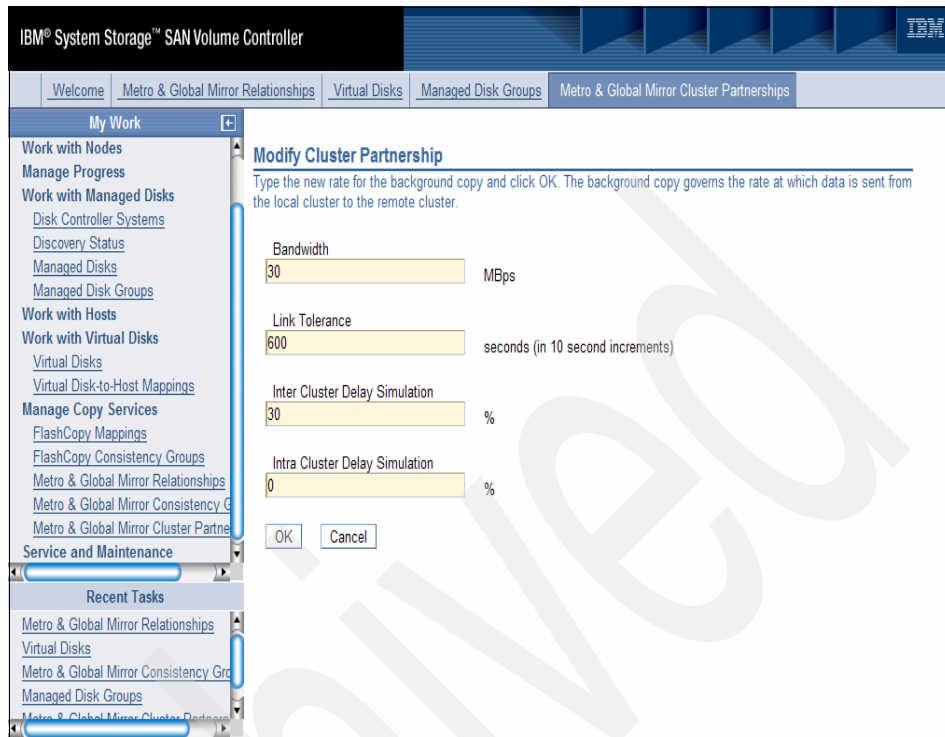 IBM® System Storage™ SAN Volume Controller
IBM
Welcome
Metro & Global Mirror Relationships
Virtual Disks
Managed Disk Groups
Metro & Global Mirror Cluster Partnerships
My Work
Work with Nodes
Manage Progress
Work with Managed Disks
Disk Controller Systems
Discovery Status
Managed Disks
Managed Disk Groups
Work with Hosts
Work with Virtual Disks
Virtual Disks
Virtual Disk-to-Host Mappings
Manage Copy Services
FlashCopy Mappings
FlashCopy Consistency Groups
Metro & Global Mirror Relationships
Metro & Global Mirror Consistency G
Metro & Global Mirror Cluster Partne
Service and Maintenance
Recent Tasks
Metro & Global Mirror Relationships
Virtual Disks
Metro & Global Mirror Consistency Gro
Managed Disk Groups
Metro & Global Mirror Cluster Partners
Modify Cluster Partnership
Type the new rate for the background copy and click OK. The background copy governs the rate at which data is sent from
the local cluster to the remote cluster.
Bandwidth
30 MBps
Link Tolerance
600 seconds (in 10 second increments)
Inter Cluster Delay Simulation
30 %
Intra Cluster Delay Simulation
0 %
OK Cancel